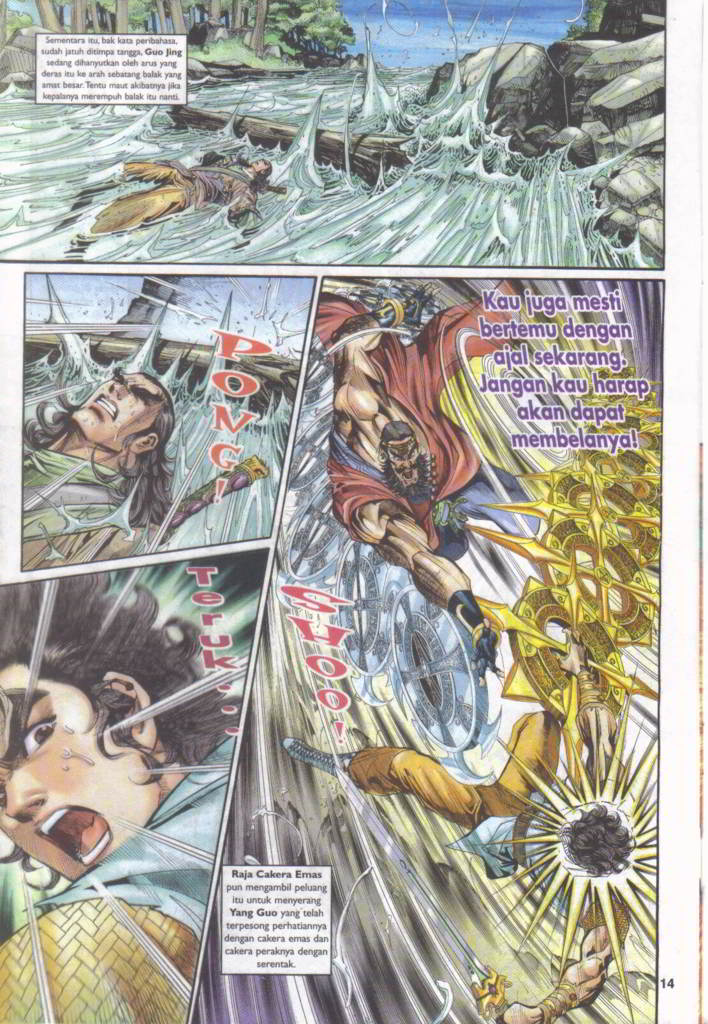 Sementara itu, bak kata peribahasa,
sudah jatuh ditimpa tangga, Guo Jing
sedang dihanyutkan oleh arus yang
deras itu ke arah sebatang balak yang
amat besar. Tentu maut akibatnya jika
kepalanya merempuh balak itu nanti.
PONG!
Teruk...
Kau juga mesti
bertemu dengan
ajal sekarang.
Jangan kau harap
akan dapat
membelanya!
SHOO!
Raja Cakera Emas
pun mengambil peluang
itu untuk menyerang
Yang Guo yang telah
terpesong perhatiannya
dengan cakera emas dan
cakera peraknya dengan
serentak.
14